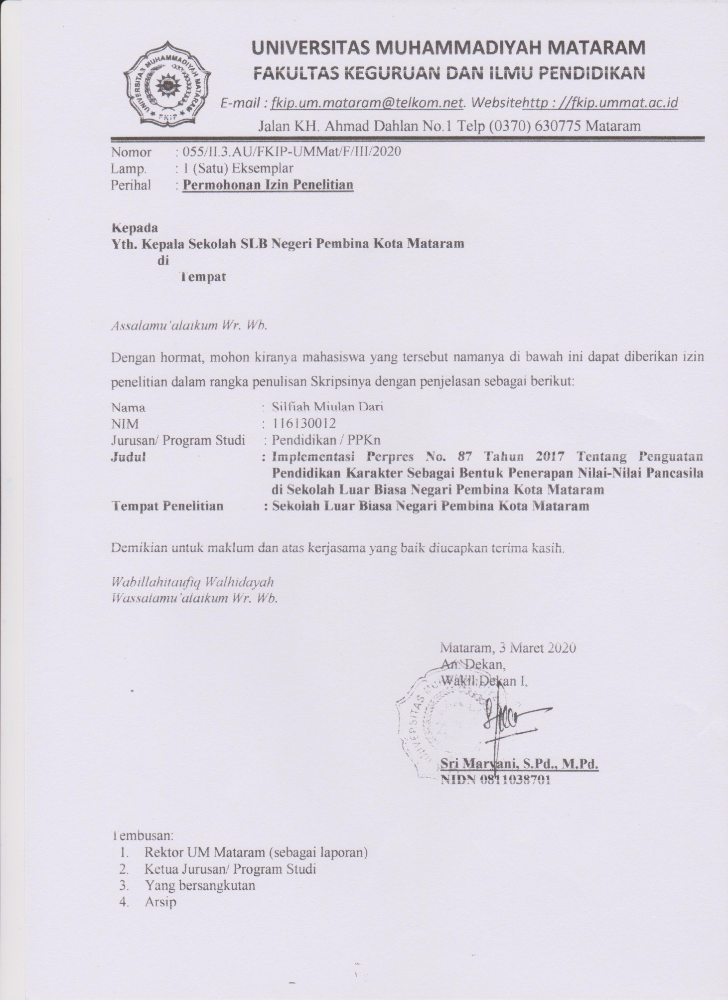 UNIVERSITAS MUHAMMADIYAH MATARAM
FAKULTAS KEGURUAN DAN ILMU PENDIDIKAN
E-mail : fkip.um.mataram@telkom.net. Websitehttp : //fkip.ummat.ac.id
Jalan KH. Ahmad Dahlan No.1 Telp (0370) 630775 Mataram
UNIVERSITAS MUHAMMADIYAH MATARAM
FKIP
Nomor : 055/II.3.AU/FKIP-UMMat/F/III/2020
Lamp. : 1 (Satu) Eksemplar
Perihal : Permohonan Izin Penelitian
Kepada
Yth. Kepala Sekolah SLB Negeri Pembina Kota Mataram
di
Tempat
Assalamu'alaikum Wr. Wb.
Dengan hormat, mohon kiranya mahasiswa yang tersebut namanya di bawah ini dapat diberikan izin
penelitian dalam rangka penulisan Skripsinya dengan penjelasan sebagai berikut:
Nama : Silfiah Miulan Dari
NIM : 116130012
Jurusan/ Program Studi : Pendidikan / PPKn
Judul : Implementasi Perpres No. 87 Tahun 2017 Tentang Penguatan
Pendidikan Karakter Sebagai Bentuk Penerapan Nilai-Nilai Pancasila
di Sekolah Luar Biasa Negari Pembina Kota Mataram
Tempat Penelitian : Sekolah Luar Biasa Negari Pembina Kota Mataram
Demikian untuk maklum dan atas kerjasama yang baik diucapkan terima kasih.
Wabillahitaufiq Walhidayah
Wassalamu'alaikum Wr. Wb.
Mataram, 3 Maret 2020
An. Dekan,
Wakil Dekan I,
UNIVERSITAS
Sri Maryani, S.Pd., M.Pd.
NIDN 0811038701
Tembusan:
1. Rektor UM Mataram (sebagai laporan)
2. Ketua Jurusan/ Program Studi
3. Yang bersangkutan
4. Arsip